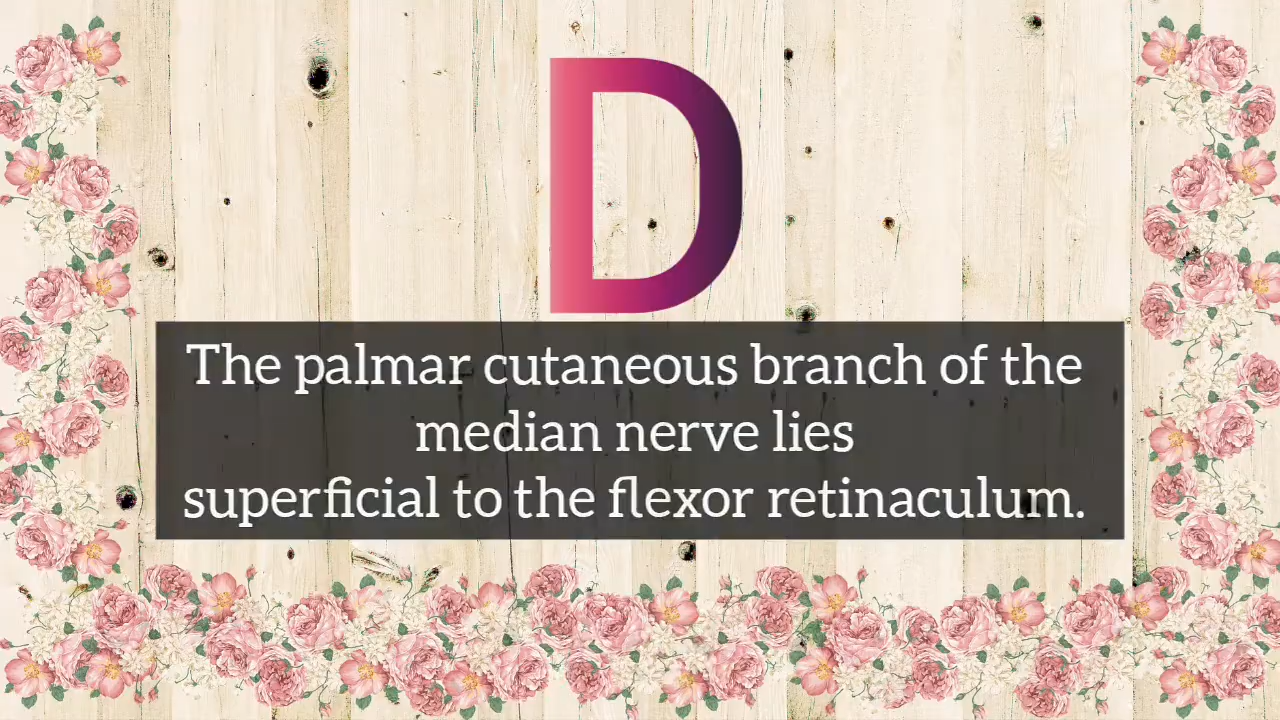 D
The palmar cutaneous branch of the
median nerve lies
superficial to the flexor retinaculum.